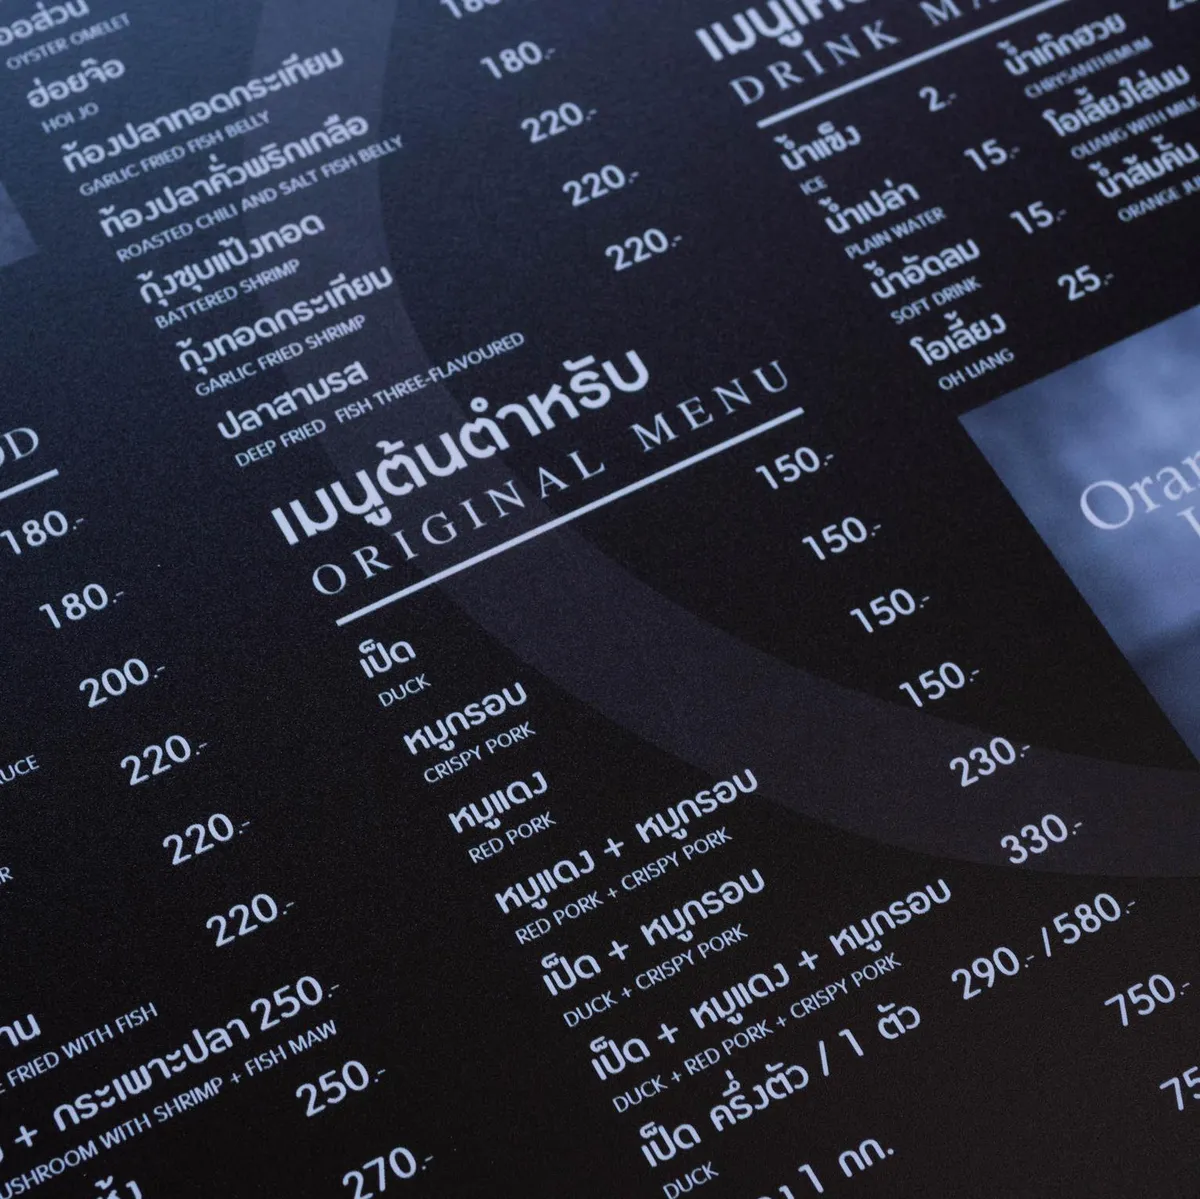 ออส่วน
OYSTER OMELET
ฮ่อยจ๊อ
HOI JO
180.-
ท้องปลาทอดกระเทียม
GARLIC FRIED FISH BELLY
180.-
ท้องปลาคั่วพริกเกลือ
ROASTED CHILI AND SALT FISH BELLY
220.-
กุ้งชุบแป้งทอด
BATTERED SHRIMP
220.-
กุ้งทอดกระเทียม
GARLIC FRIED SHRIMP
220.-
ปลาสามรส
DEEP FRIED FISH THREE-FLAVOURED
DRINK
น้ำแข็ง 2.-
ICE
น้ำเปล่า 15.-
PLAIN WATER
น้ำอัดลม 15.-
SOFT DRINK
โอเลี้ยง 25.-
OH LIANG
น้ำเก๊กฮวย
CHRYSANTHEMUM
โอเลี้ยงใส่นม
OLIANG WITH MILK
น้ำส้มคั้น
ORANGE
เมนูต้นตำหรับ
ORIGINAL MENU
เป็ด 150.-
DUCK
หมูกรอบ 150.-
CRISPY PORK
หมูแดง 150.-
RED PORK
หมูแดง + หมูกรอบ 150.-
RED PORK + CRISPY PORK
เป็ด + หมูกรอบ 230.-
DUCK + CRISPY PORK
เป็ด + หมูแดง + หมูกรอบ 330.-
DUCK + RED PORK + CRISPY PORK
เป็ด ครึ่งตัว / 1 ตัว 290.- / 580.-
DUCK
1 กก. 750.-
180.-
180.-
200.-
220.-
220.-
220.-
FRIED WITH FISH
+ กระเพาะปลา 250.-
MUSHROOM WITH SHRIMP + FISH MAW
250.-
270.-